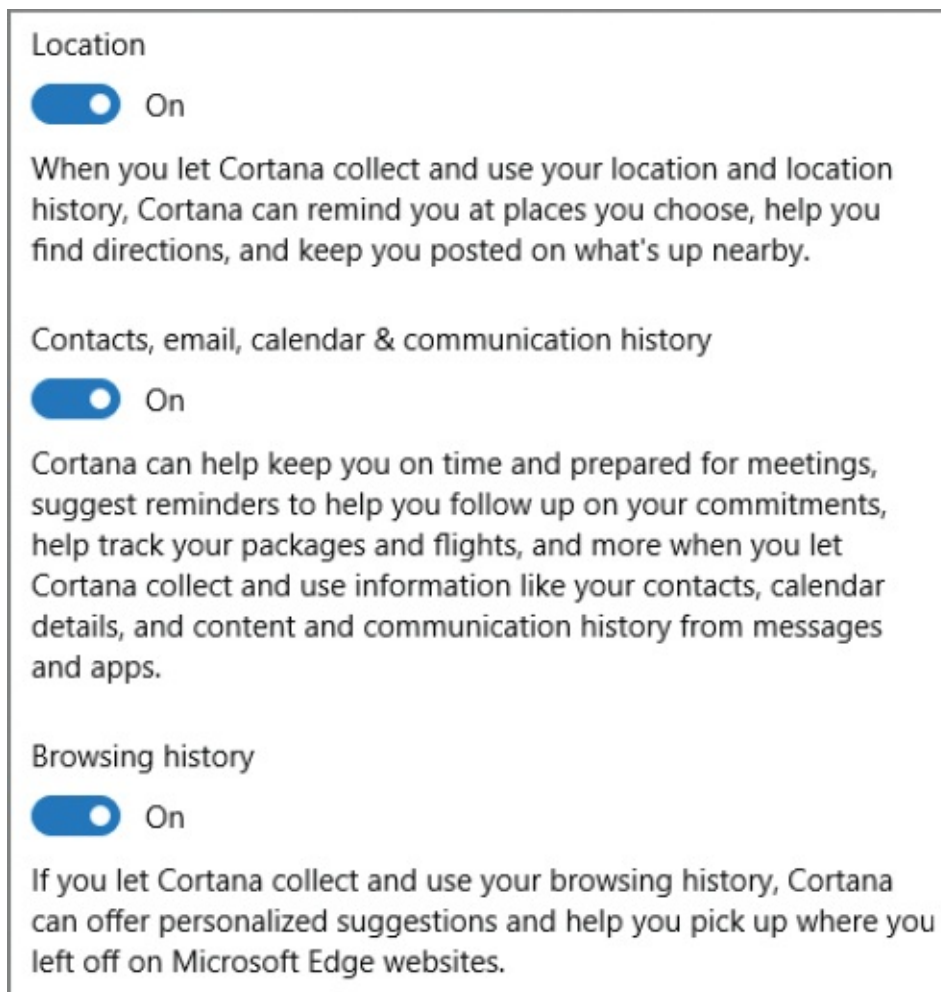 Location
On
When you let Cortana collect and use your location and location
history, Cortana can remind you at places you choose, help you
find directions, and keep you posted on what's up nearby.
Contacts, email, calendar & communication history
On
Cortana can help keep you on time and prepared for meetings,
suggest reminders to help you follow up on your commitments,
help track your packages and flights, and more when you let
Cortana collect and use information like your contacts, calendar
details, and content and communication history from messages
and apps.
Browsing history
On
If you let Cortana collect and use your browsing history, Cortana
can offer personalized suggestions and help you pick up where you
left off on Microsoft Edge websites.